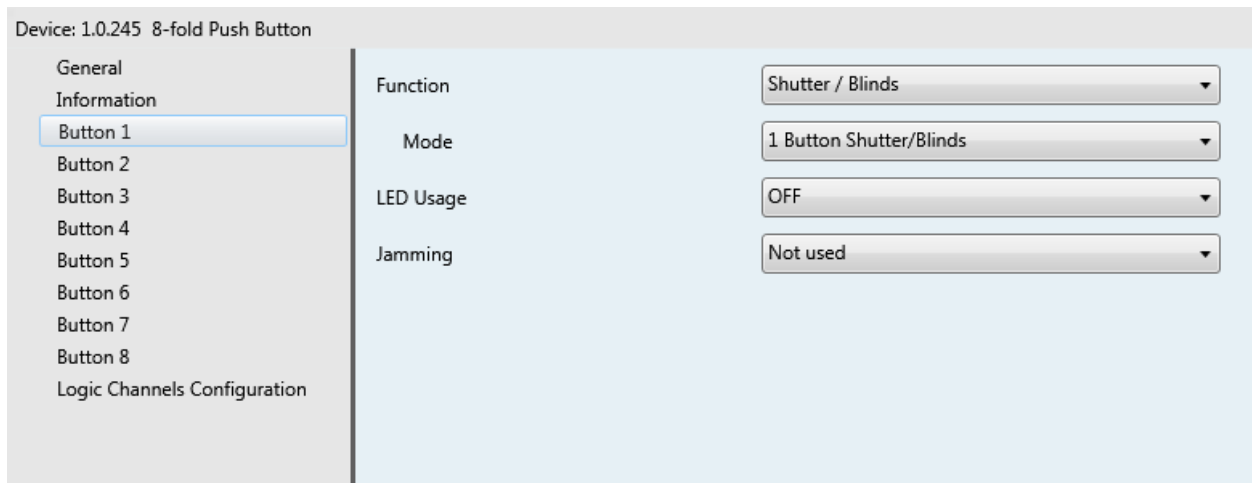 Device: 1.0.245  8-fold Push Button
General
Information
Button 1
Button 2
Button 3
Button 4
Button 5
Button 6
Button 7
Button 8
Logic Channels Configuration
Function Shutter / Blinds
Mode 1 Button Shutter/Blinds
LED Usage OFF
Jamming Not used